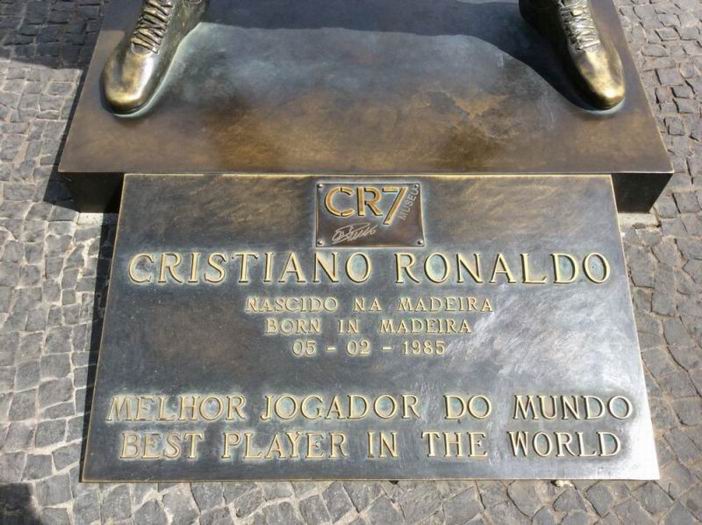 CR7 MUSEU
CRISTIANO RONALDO
NASCIDO NA MADEIRA
BORN IN MADEIRA
05 - 02 - 1985
MELHOR JOGADOR DO MUNDO
BEST PLAYER IN THE WORLD